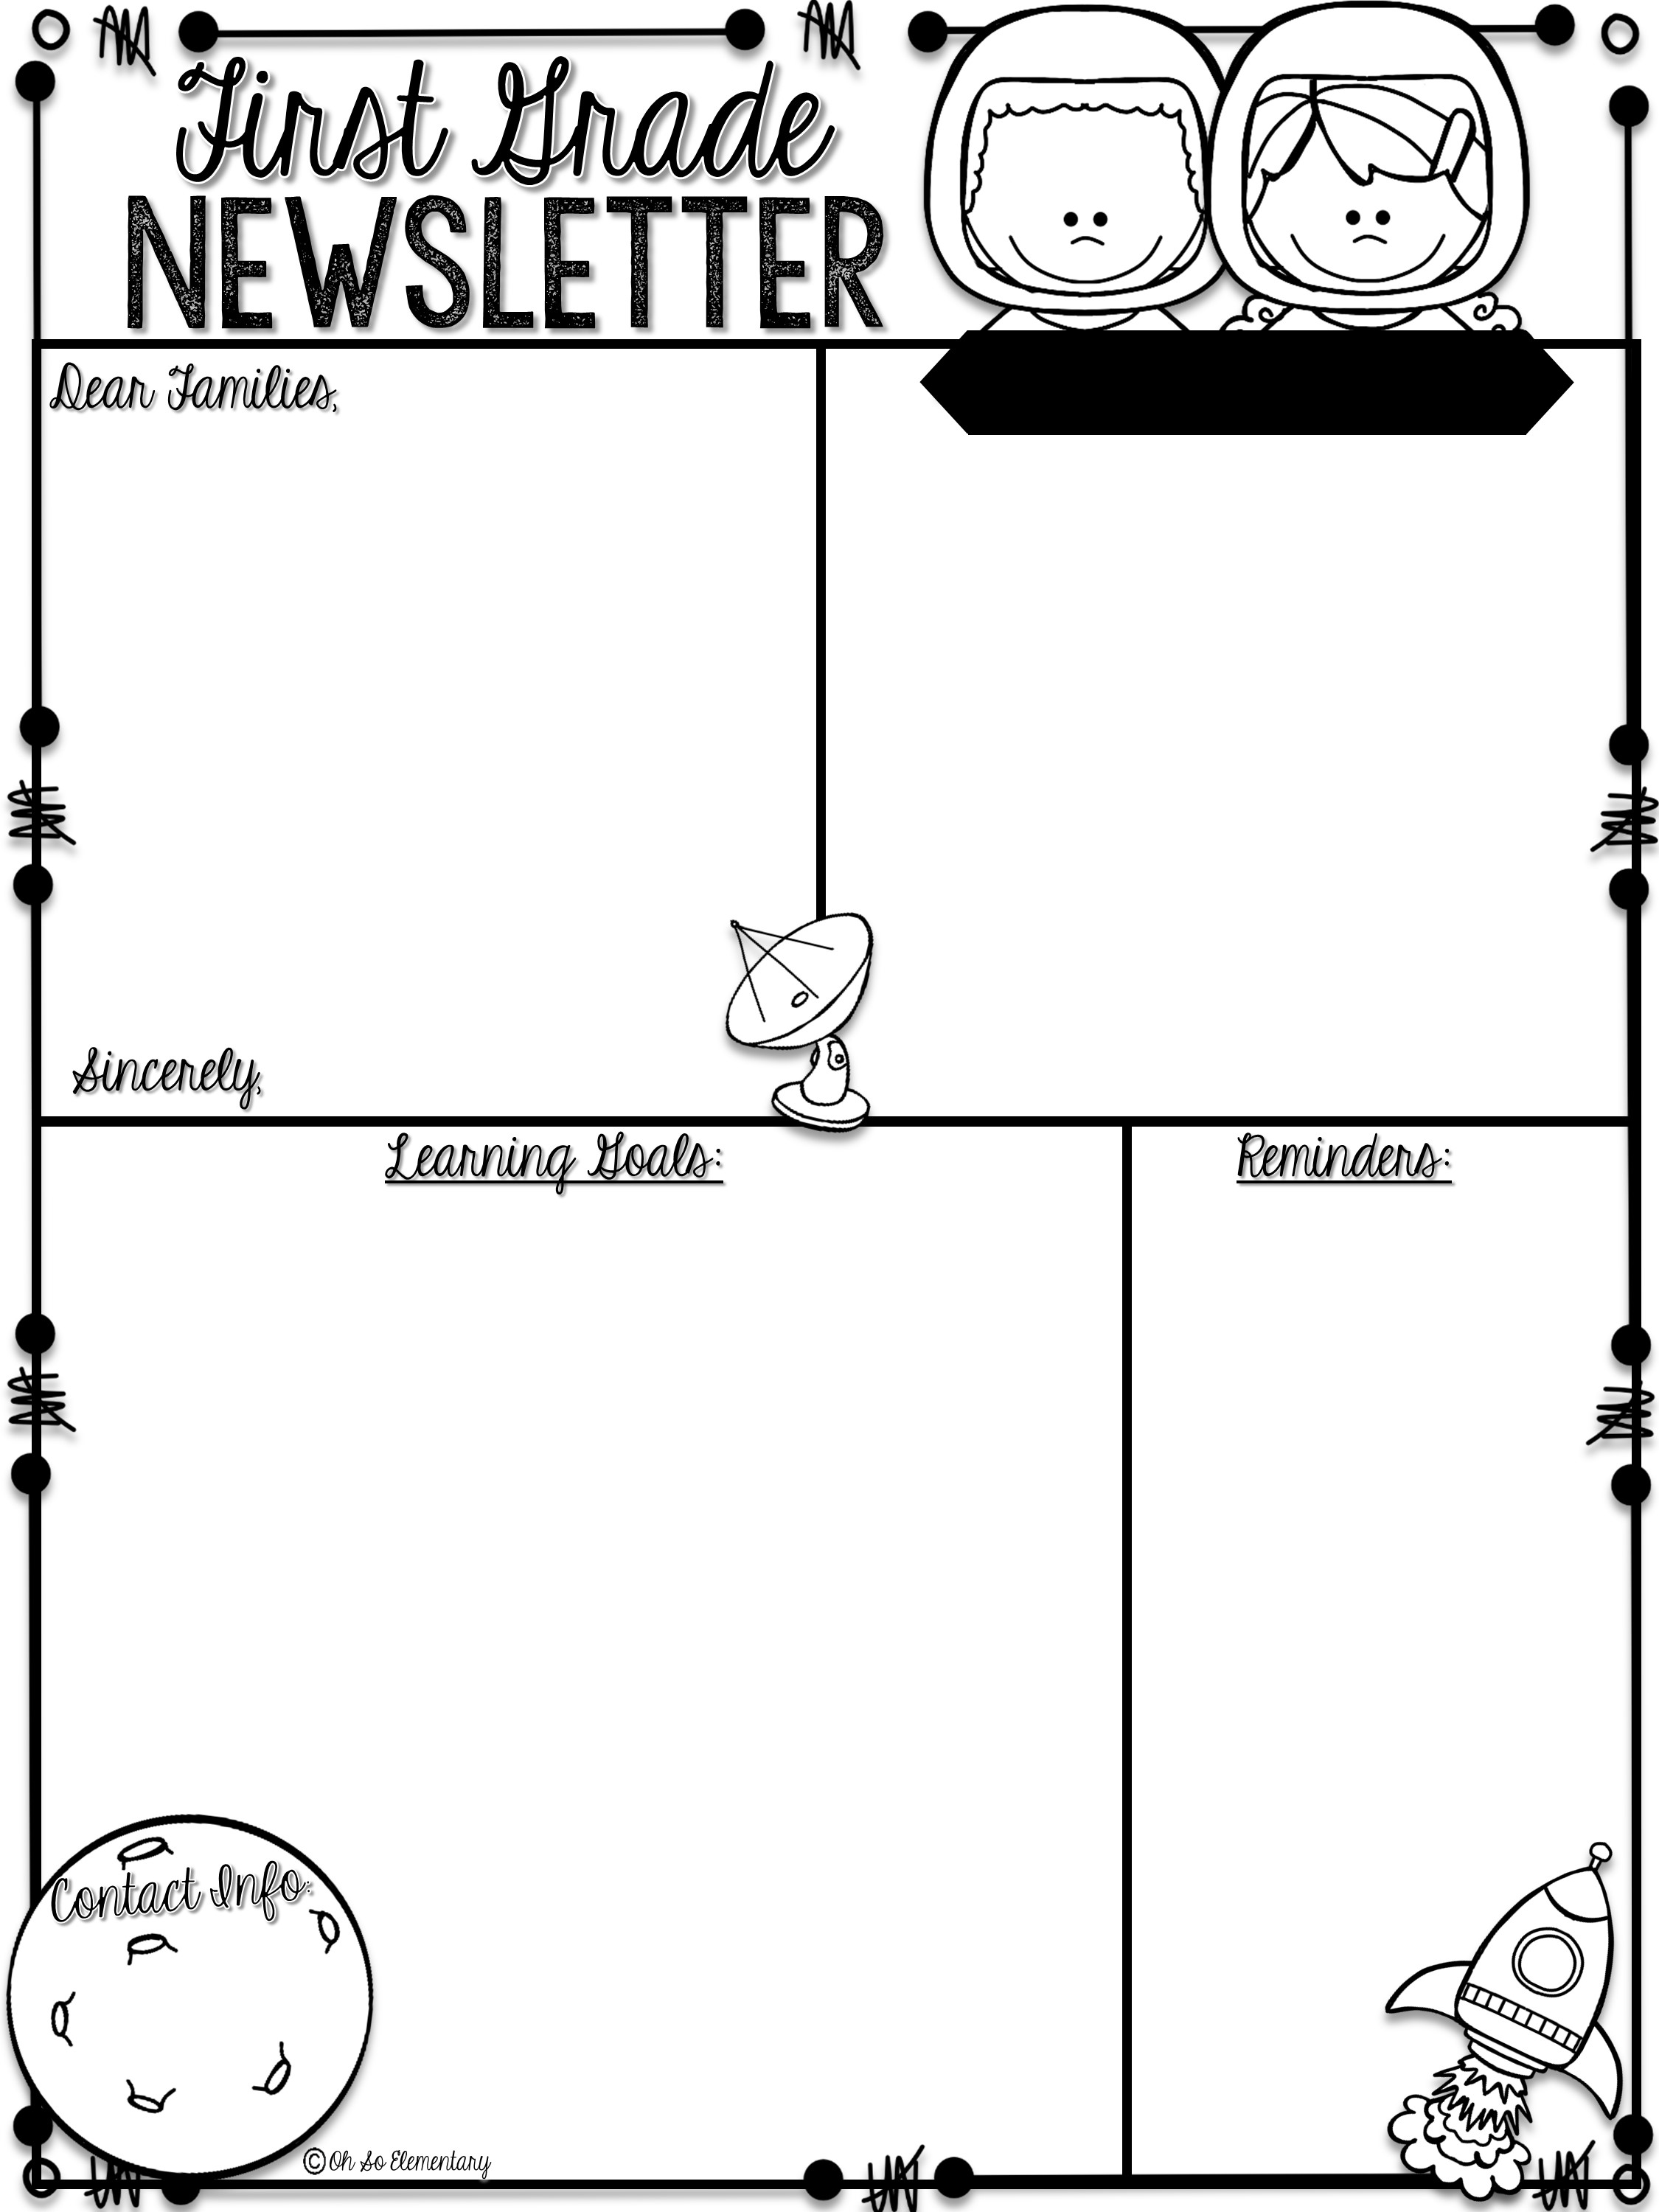 First Grade
NEWSLETTER
Dear Families,
Sincerely,
Learning Goals:
Reminders:
Contact Info:
©Oh So Elementary